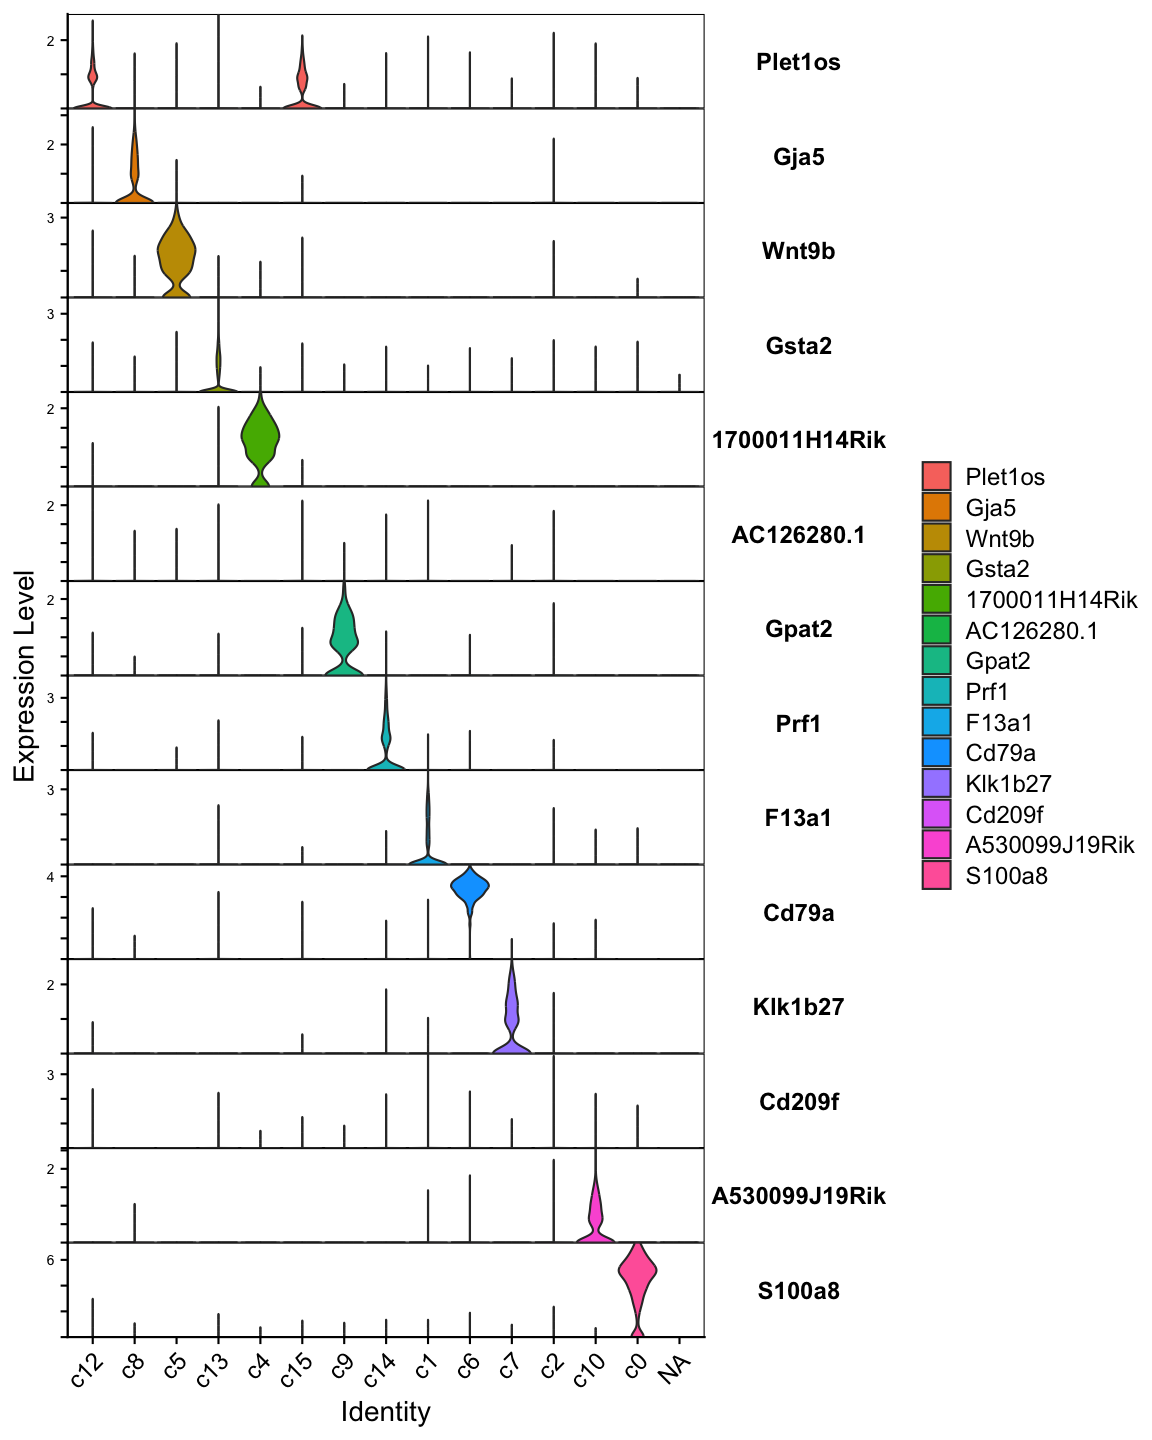 2
Plet1os
2
Gja5
3
Wnt9b
3
Gsta2
2
1700011H14Rik
2
AC126280.1
2
Gpat2
3
Prf1
3
F13a1
4
Cd79a
2
Klk1b27
3
Cd209f
2
A530099J19Rik
6
S100a8
Expression Level
c12 c8 c5 c13 c4 c15 c9 c14 c1 c6 c7 c2 c10 c0 NA
Identity
Plet1os
Gja5
Wnt9b
Gsta2
1700011H14Rik
AC126280.1
Gpat2
Prf1
F13a1
Cd79a
Klk1b27
Cd209f
A530099J19Rik
S100a8